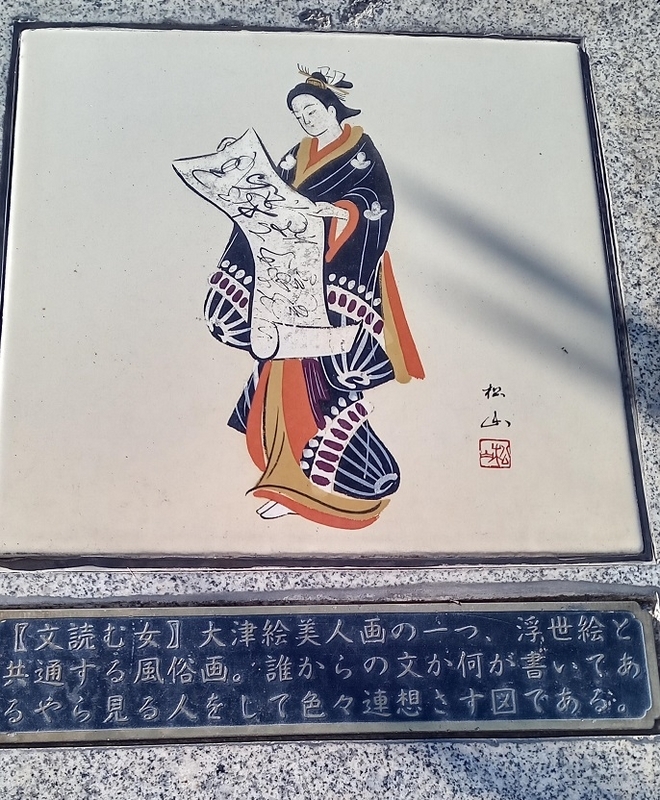 松
山
【文読む女】大津絵美人画の一つ、浮世絵と
共通する風俗画。誰からの文か何が書いてあ
るやら見る人をして色々連想さす図である。